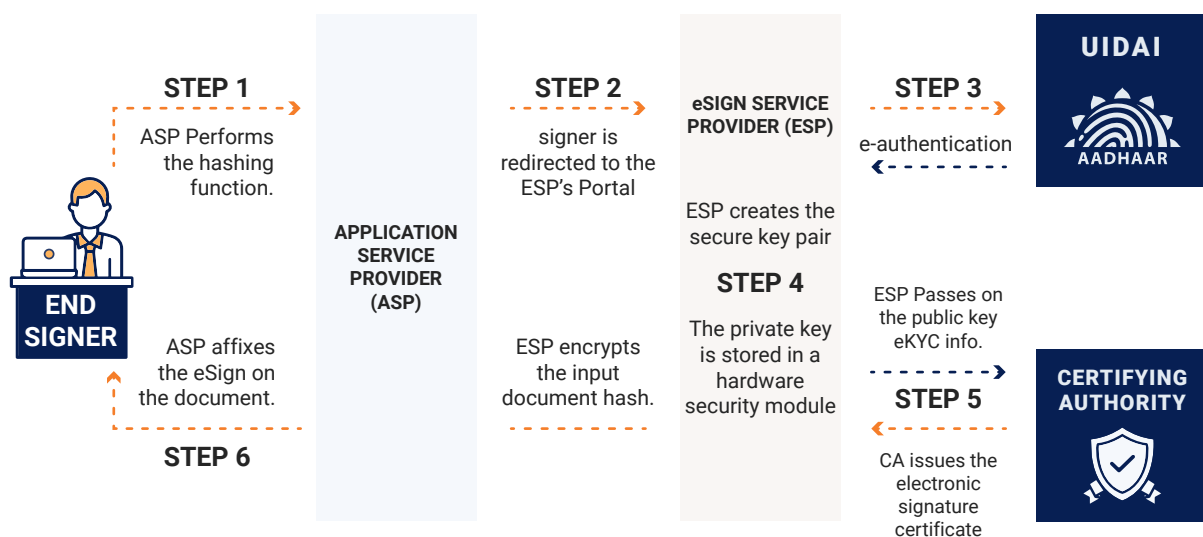 STEP 1
ASP Performs
the hashing
function.
END
SIGNER
ASP affixes
the eSign on
the document.
STEP 6
APPLICATION
SERVICE
PROVIDER
(ASP)
STEP 2
signer is
redirected to the
ESP's Portal
ESP encrypts
the input
document hash.
eSIGN SERVICE
PROVIDER (ESP)
ESP creates the
secure key pair
STEP 4
The private key
is stored in a
hardware
security module
STEP 3
e-authentication
UIDAI
AADHAAR
ESP Passes on
the public key
eKYC info.
STEP 5
CA issues the
electronic
signature
certificate
CERTIFYING
AUTHORITY